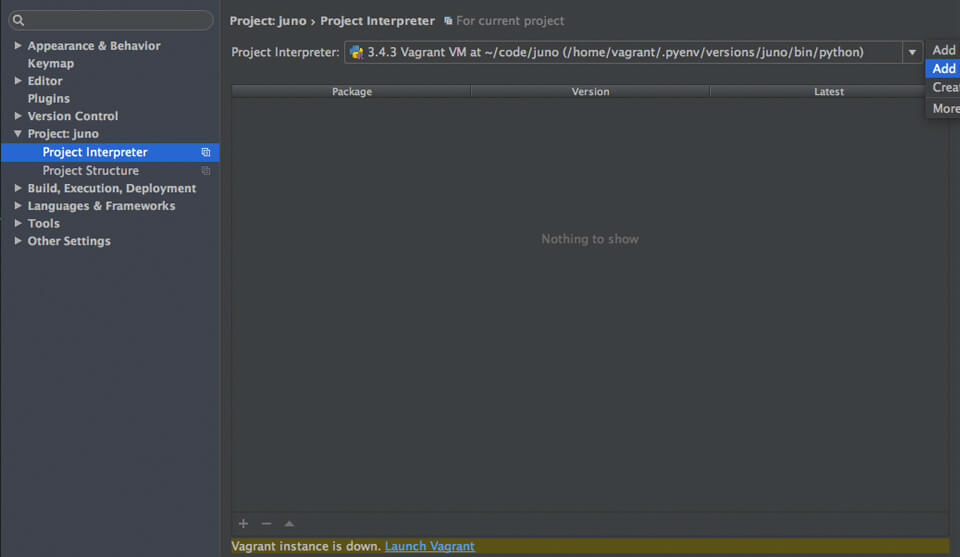 Project: juno › Project Interpreter For current project
Appearance & Behavior
Keymap
Editor
Plugins
Version Control
Project: juno
Project Interpreter
Project Structure
Build, Execution, Deployment
Languages & Frameworks
Tools
Other Settings
Project Interpreter: 3.4.3 Vagrant VM at ~/code/juno (/home/vagrant/.pyenv/versions/juno/bin/python)
Add
Add
Crea
More
Package Version Latest
Nothing to show
Vagrant instance is down. Launch Vagrant